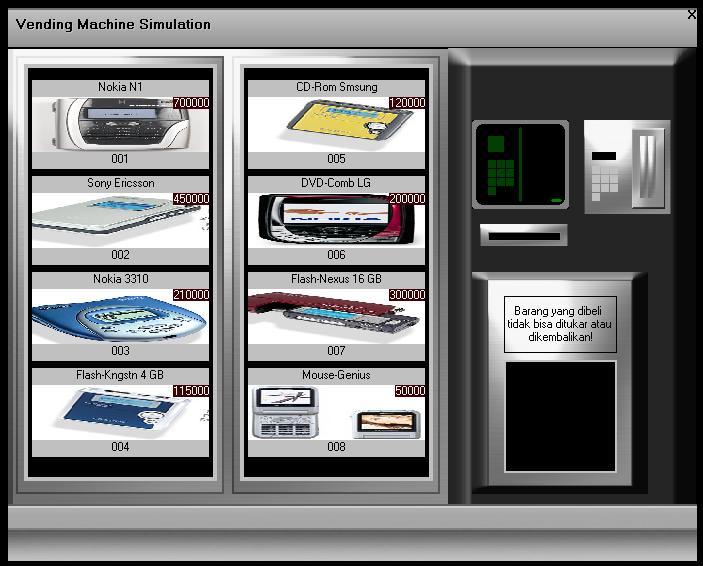 Vending Machine Simulation
X
Nokia N1
700000
001
Sony Ericsson
450000
002
Nokia 3310
210000
003
Flash-Kngstn 4 GB
115000
004
CD-Rom Smsung
120000
005
DVD-Comb LG
200000
006
Flash-Nexus 16 GB
300000
007
Mouse-Genius
50000
008
Barang yang dibeli
tidak bisa ditukar atau
dikembalikan!